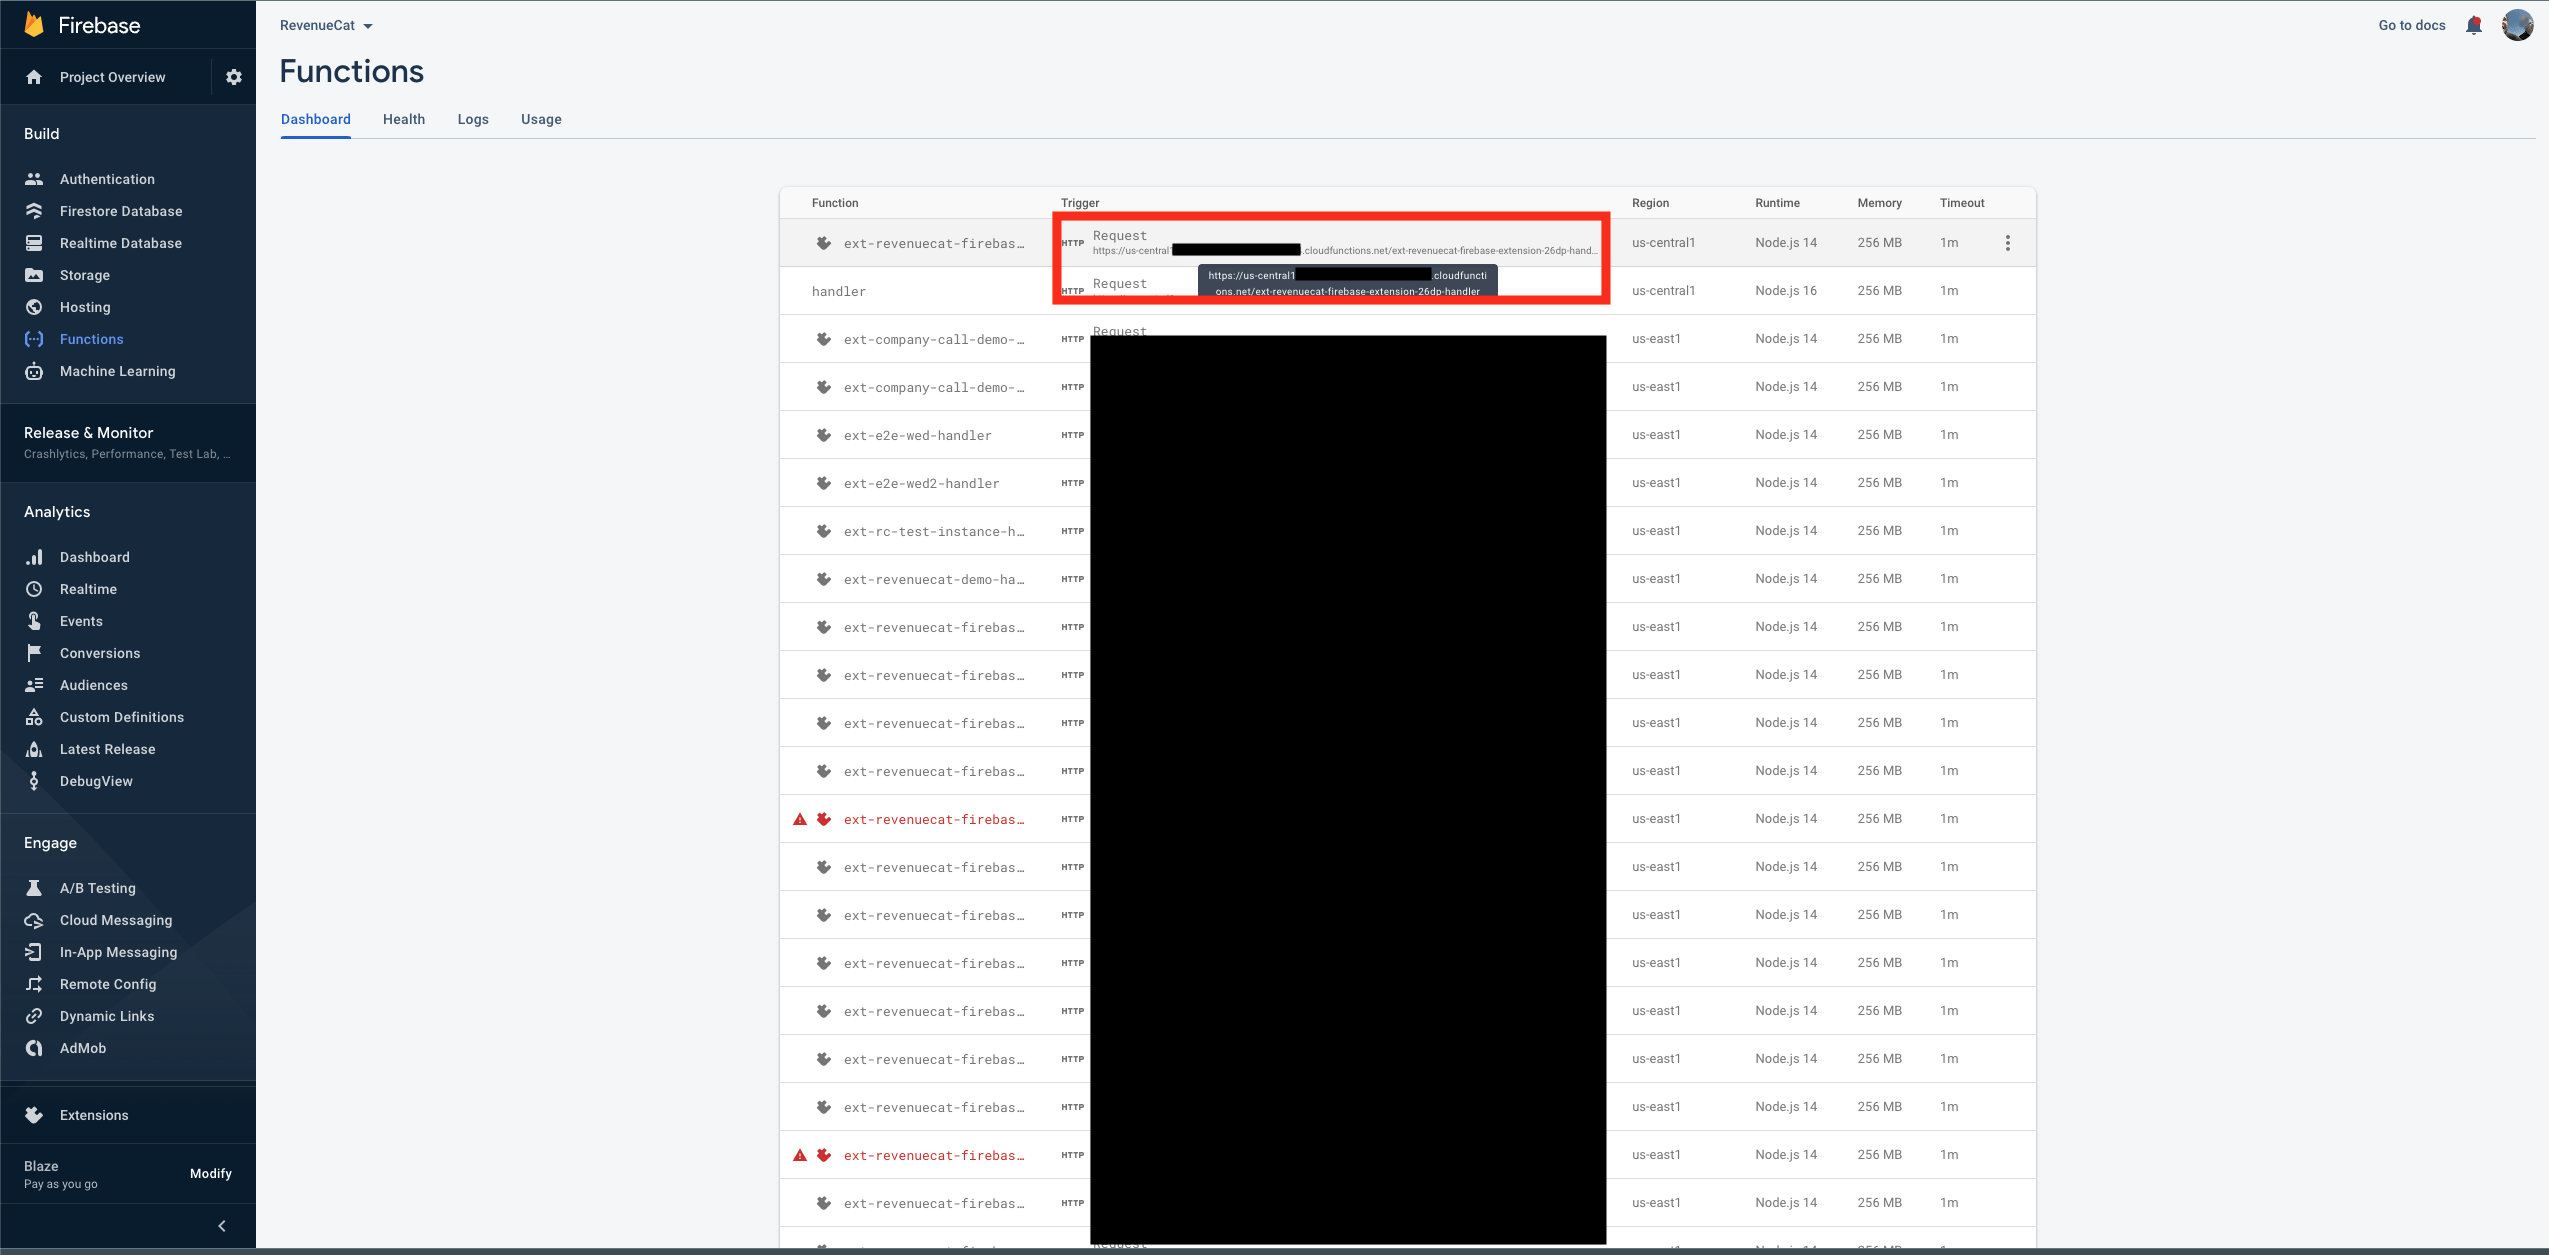 Firebase
Project Overview
Build
Authentication
Firestore Database
Realtime Database
Storage
Hosting
Functions
Machine Learning
Release & Monitor
Crashlytics, Performance, Test Lab, …
Analytics
Dashboard
Realtime
Events
Conversions
Audiences
Custom Definitions
Latest Release
DebugView
Engage
A/B Testing
Cloud Messaging
In-App Messaging
Remote Config
Dynamic Links
AdMob
Extensions
Blaze
Pay as you go
Modify
RevenueCat
Go to docs
Functions
Dashboard Health Logs Usage
Function Trigger Region Runtime Memory Timeout
ext-revenuecat-firebas… HTTP Request us-central1 Node.js 14 256 MB 1m
https://us-central1 .cloudfunctions.net/ext-revenuecat-firebase-extension-26dp-hand…
https://us-central1 .cloudfuncti
ons.net/ext-revenuecat-firebase-extension-26dp-handler
handler HTTP Request us-central1 Node.js 16 256 MB 1m
ext-company-call-demo-… HTTP Request us-east1 Node.js 14 256 MB 1m
ext-company-call-demo-… HTTP us-east1 Node.js 14 256 MB 1m
ext-e2e-wed-handler HTTP us-east1 Node.js 14 256 MB 1m
ext-e2e-wed2-handler HTTP us-east1 Node.js 14 256 MB 1m
ext-rc-test-instance-h… HTTP us-east1 Node.js 14 256 MB 1m
ext-revenuecat-demo-ha… HTTP us-east1 Node.js 14 256 MB 1m
ext-revenuecat-firebas… HTTP us-east1 Node.js 14 256 MB 1m
ext-revenuecat-firebas… HTTP us-east1 Node.js 14 256 MB 1m
ext-revenuecat-firebas… HTTP us-east1 Node.js 14 256 MB 1m
ext-revenuecat-firebas… HTTP us-east1 Node.js 14 256 MB 1m
ext-revenuecat-firebas… HTTP us-east1 Node.js 14 256 MB 1m
ext-revenuecat-firebas… HTTP us-east1 Node.js 14 256 MB 1m
ext-revenuecat-firebas… HTTP us-east1 Node.js 14 256 MB 1m
ext-revenuecat-firebas… HTTP us-east1 Node.js 14 256 MB 1m
ext-revenuecat-firebas… HTTP us-east1 Node.js 14 256 MB 1m
ext-revenuecat-firebas… HTTP us-east1 Node.js 14 256 MB 1m
ext-revenuecat-firebas… HTTP us-east1 Node.js 14 256 MB 1m
ext-revenuecat-firebas… HTTP us-east1 Node.js 14 256 MB 1m
ext-revenuecat-firebas… HTTP us-east1 Node.js 14 256 MB 1m